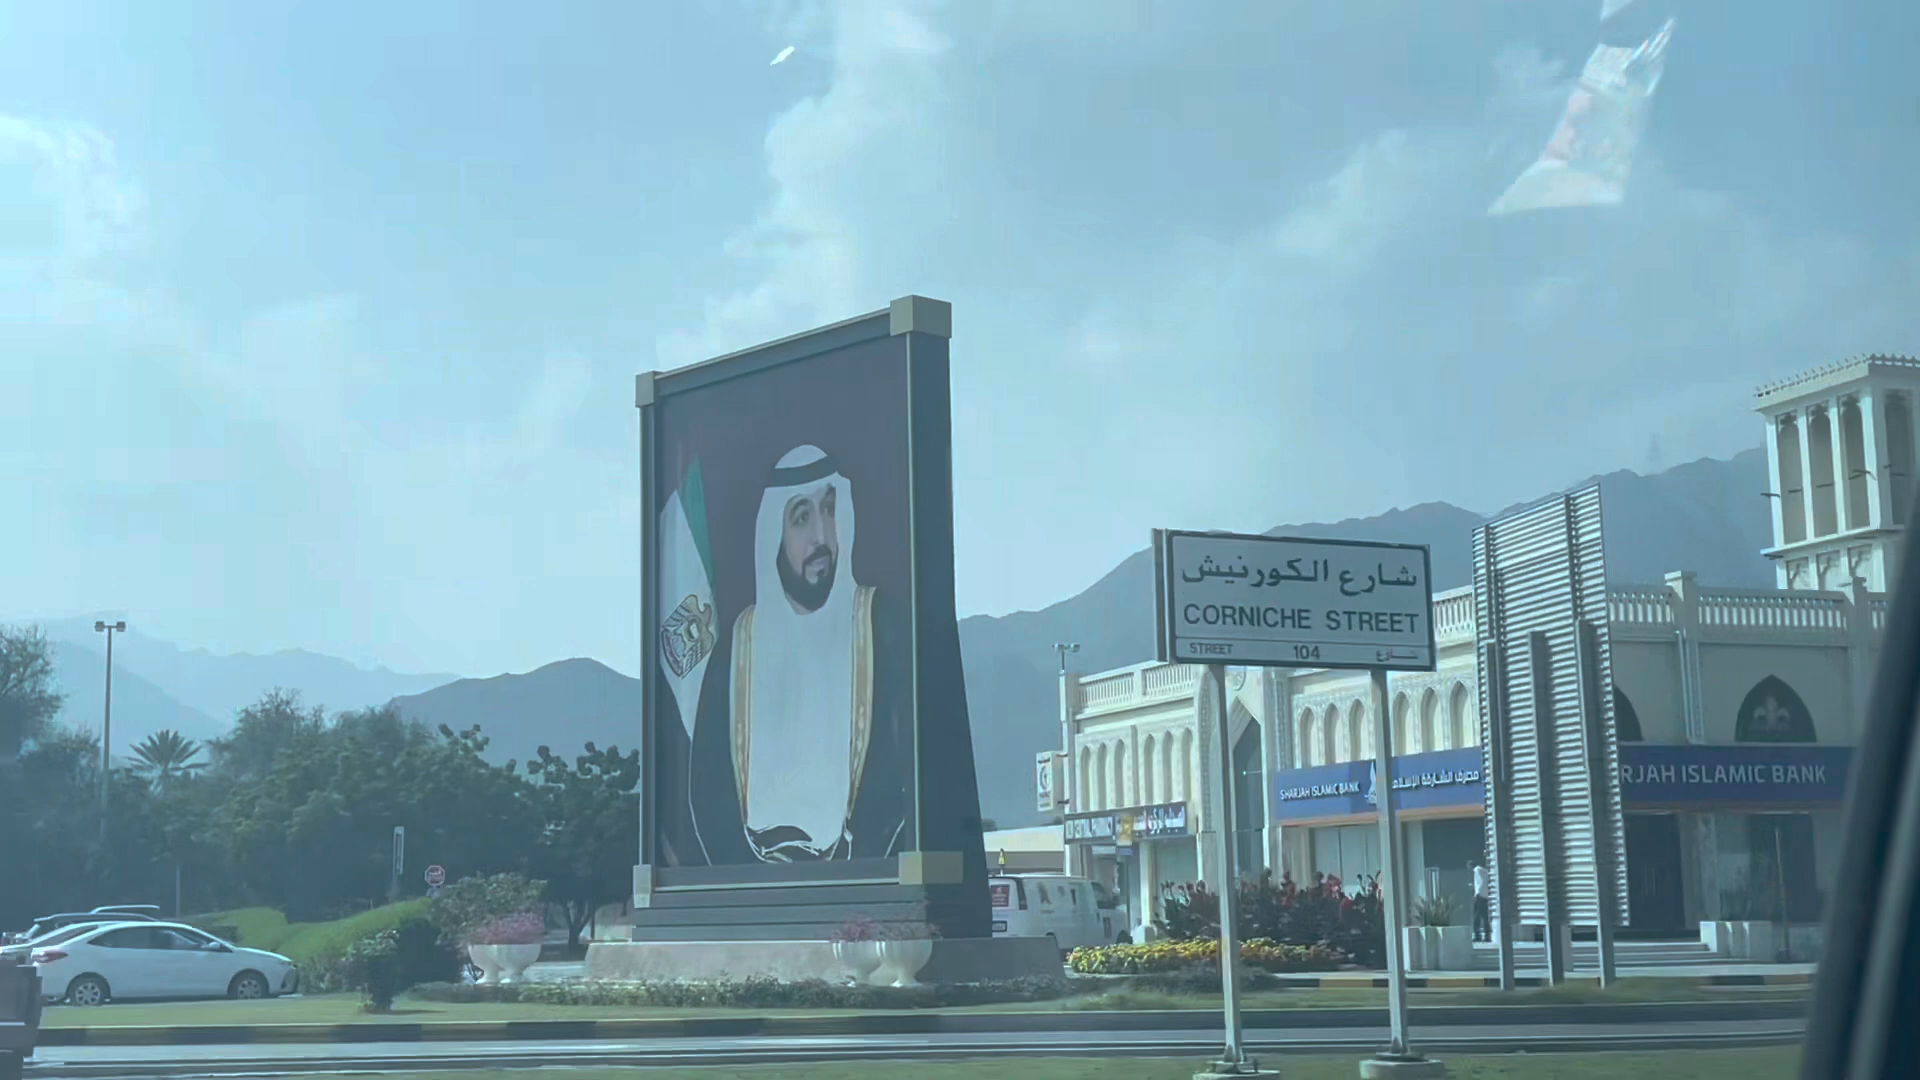 شارع الكورنيش
CORNICHE STREET
STREET 104 شارع
SHARJAH ISLAMIC BANK مصرف الشارقة الإسلامي
RJAH ISLAMIC BANK